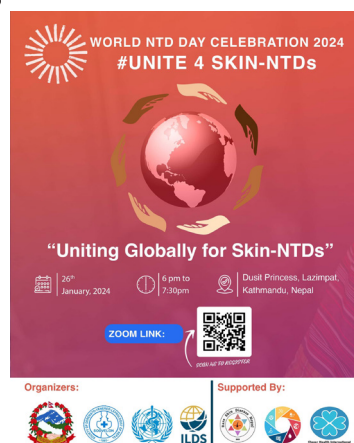 WORLD NTD DAY CELEBRATION 2024
#UNITE 4 SKIN-NTDs
“Uniting Globally for Skin-NTDs”
26th
January, 2024
6 pm to
7:30pm
Dusit Princess, Lazimpat,
Kathmandu, Nepal
ZOOM LINK:
SCAN ME TO REGISTER
Organizers:
Supported By:
ILDS